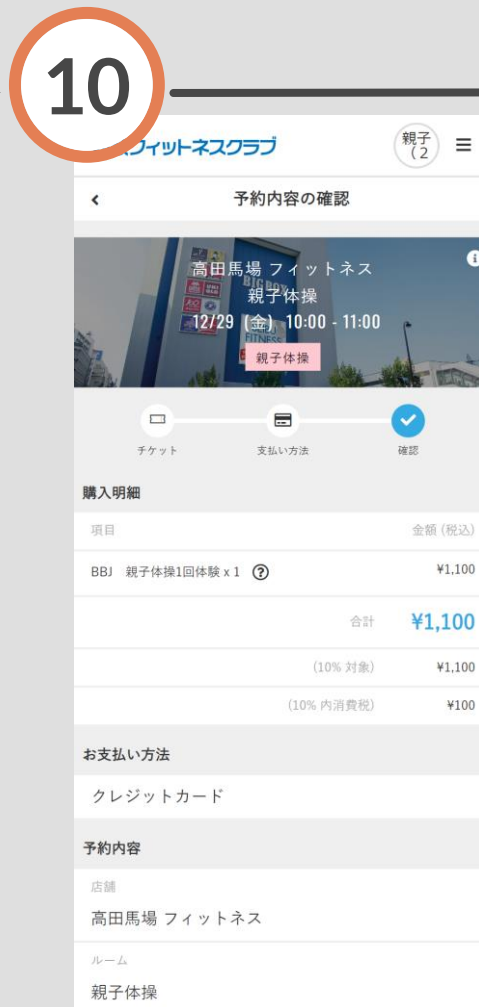 10
フィットネスクラブ
親子
（2
予約内容の確認
高田馬場 フィットネス
親子体操
12/29 (金) 10:00 - 11:00
BIGBOX
FITNESS
親子体操
チケット
支払い方法
確認
購入明細
項目 金額 (税込)
BBJ 親子体操1回体験 x 1 ? ¥1,100
合計 ¥1,100
(10% 対象) ¥1,100
(10% 内消費税) ¥100
お支払い方法
クレジットカード
予約内容
店舗
高田馬場 フィットネス
ルーム
親子体操